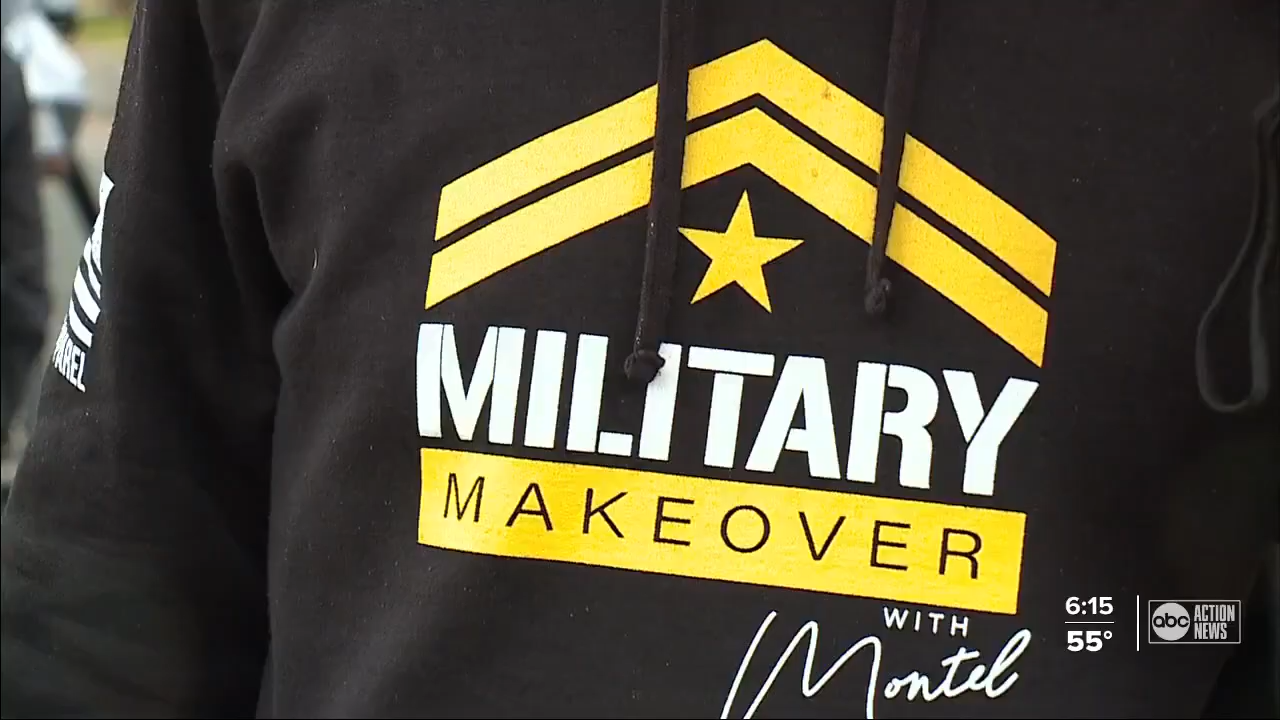 MILITARY
MAKEOVER
WITH
Montel
6:15
55°
abc ACTION
NEWS